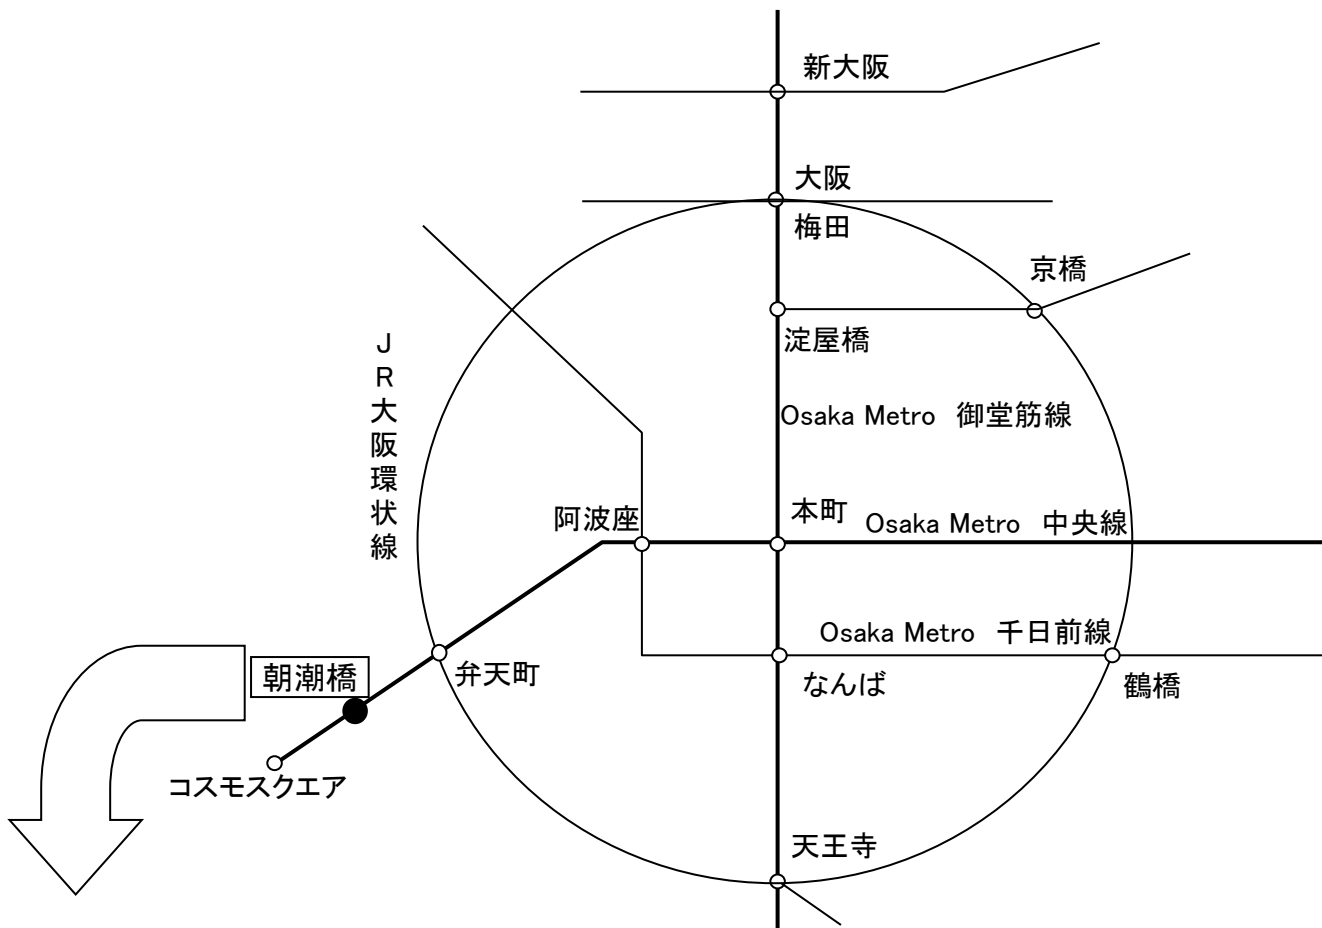 新大阪
大阪
梅田
京橋
淀屋橋
JR大阪環状線
Osaka Metro　御堂筋線
阿波座
本町
Osaka Metro　中央線
Osaka Metro　千日前線
朝潮橋
弁天町
なんば
鶴橋
コスモスクエア
天王寺